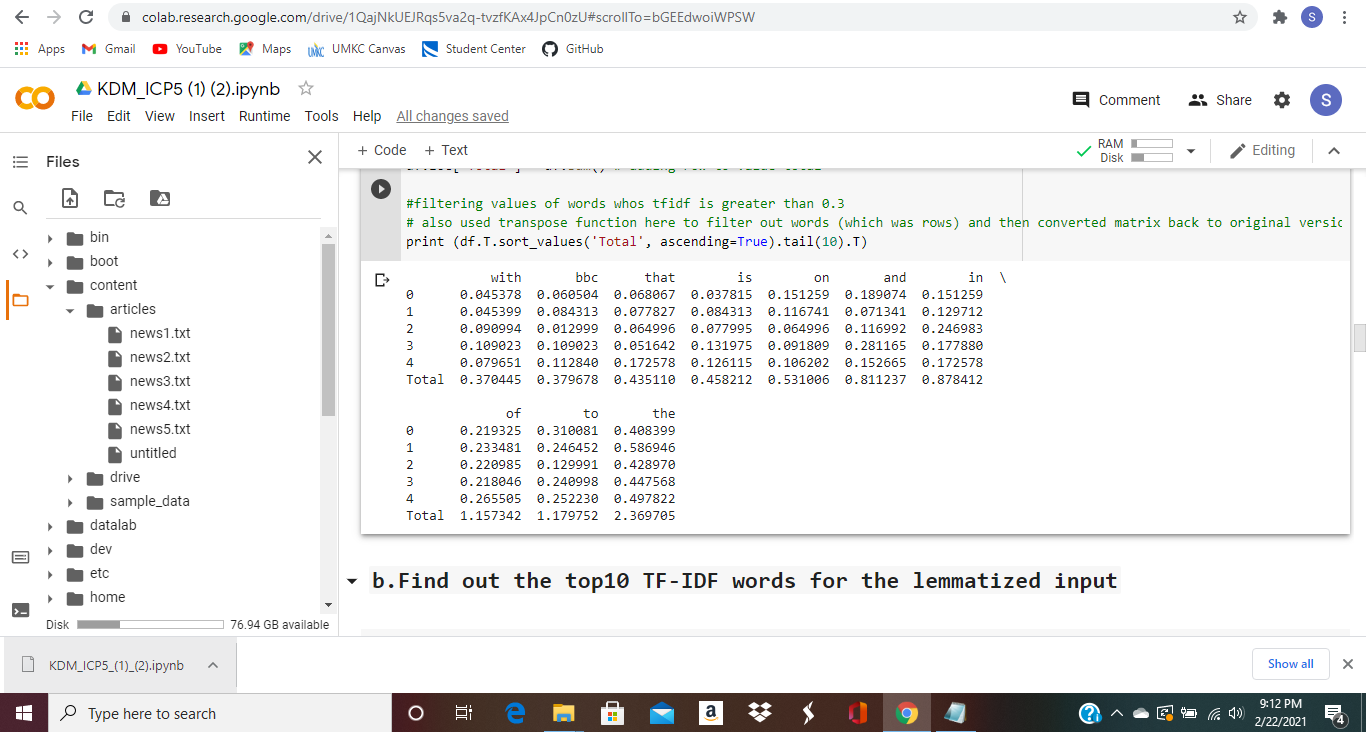 colab.research.google.com/drive/1QajNkUEJRqs5va2q-tvzfKAx4JpCn0zU#scrollTo=bGEEdwoiWPSW
S
Apps Gmail YouTube Maps UMKC Canvas Student Center GitHub
KDM_ICP5 (1) (2).ipynb
File Edit View Insert Runtime Tools Help All changes saved
Comment Share S
Files
+ Code + Text
RAM
Disk
Editing
bin
boot
content
articles
news1.txt
news2.txt
news3.txt
news4.txt
news5.txt
untitled
drive
sample_data
datalab
dev
etc
home
Disk 76.94 GB available
#filtering values of words whos tfidf is greater than 0.3
# also used transpose function here to filter out words (which was rows) and then converted matrix back to original versic
print (df.T.sort_values('Total', ascending=True).tail(10).T)
with bbc that is on and in \
0 0.045378 0.060504 0.068067 0.037815 0.151259 0.189074 0.151259
1 0.045399 0.084313 0.077827 0.084313 0.116741 0.071341 0.129712
2 0.090994 0.012999 0.064996 0.077995 0.064996 0.116992 0.246983
3 0.109023 0.109023 0.051642 0.131975 0.091809 0.281165 0.177880
4 0.079651 0.112840 0.172578 0.126115 0.106202 0.152665 0.172578
Total 0.370445 0.379678 0.435110 0.458212 0.531006 0.811237 0.878412
of to the
0 0.219325 0.310081 0.408399
1 0.233481 0.246452 0.586946
2 0.220985 0.129991 0.428970
3 0.218046 0.240998 0.447568
4 0.265505 0.252230 0.497822
Total 1.157342 1.179752 2.369705
b.Find out the top10 TF-IDF words for the lemmatized input
KDM_ICP5_(1)_(2).ipynb
Show all
Type here to search
9:12 PM
2/22/2021
4